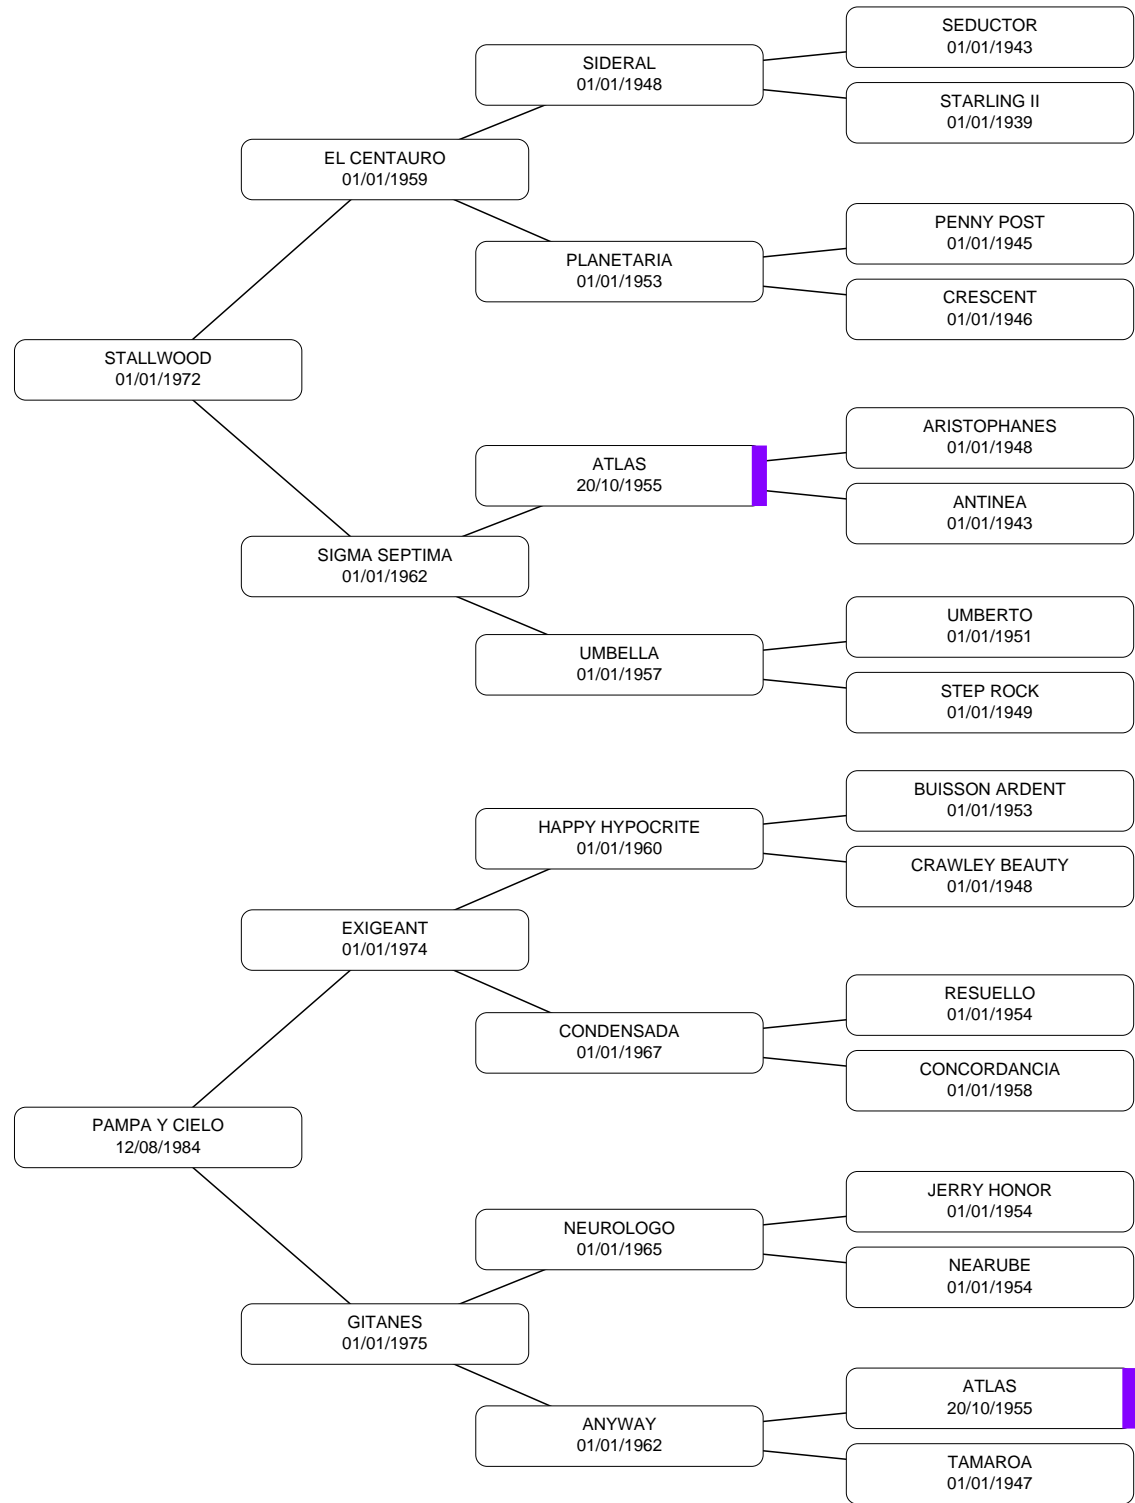 SEDUCTOR
01/01/1943
SIDERAL
01/01/1948
STARLING II
01/01/1939
EL CENTAURO
01/01/1959
PENNY POST
01/01/1945
PLANETARIA
01/01/1953
CRESCENT
01/01/1946
STALLWOOD
01/01/1972
ARISTOPHANES
01/01/1948
ATLAS
20/10/1955
ANTINEA
01/01/1943
SIGMA SEPTIMA
01/01/1962
UMBERTO
01/01/1951
UMBELLA
01/01/1957
STEP ROCK
01/01/1949
BUISSON ARDENT
01/01/1953
HAPPY HYPOCRITE
01/01/1960
CRAWLEY BEAUTY
01/01/1948
EXIGEANT
01/01/1974
RESUELLO
01/01/1954
CONDENSADA
01/01/1967
CONCORDANCIA
01/01/1958
PAMPA Y CIELO
12/08/1984
JERRY HONOR
01/01/1954
NEUROLOGO
01/01/1965
NEARUBE
01/01/1954
GITANES
01/01/1975
ATLAS
20/10/1955
ANYWAY
01/01/1962
TAMAROA
01/01/1947